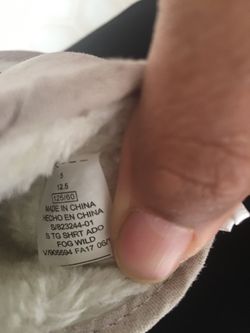 5
12.5
125/60
MADE IN CHINA
HECHO EN CHINA
S/823244-01
S TG SHRT ADO
FOG WILD
V/905594 FA17